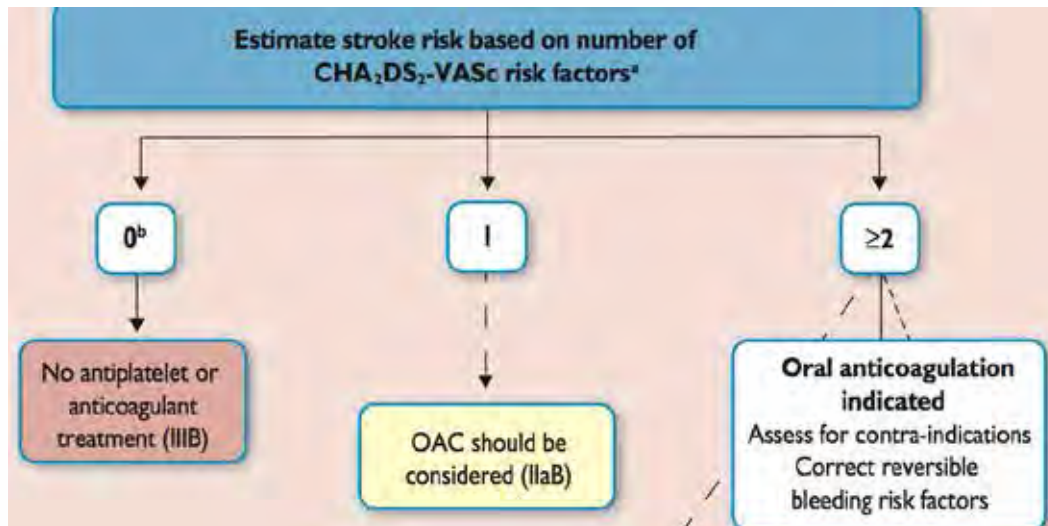 Estimate stroke risk based on number of
CHA₂DS₂-VASc risk factorsᵃ
0ᵇ
1
≥2
No antiplatelet or
anticoagulant
treatment (IIIB)
OAC should be
considered (IIaB)
Oral anticoagulation
indicated
Assess for contra-indications
Correct reversible
bleeding risk factors